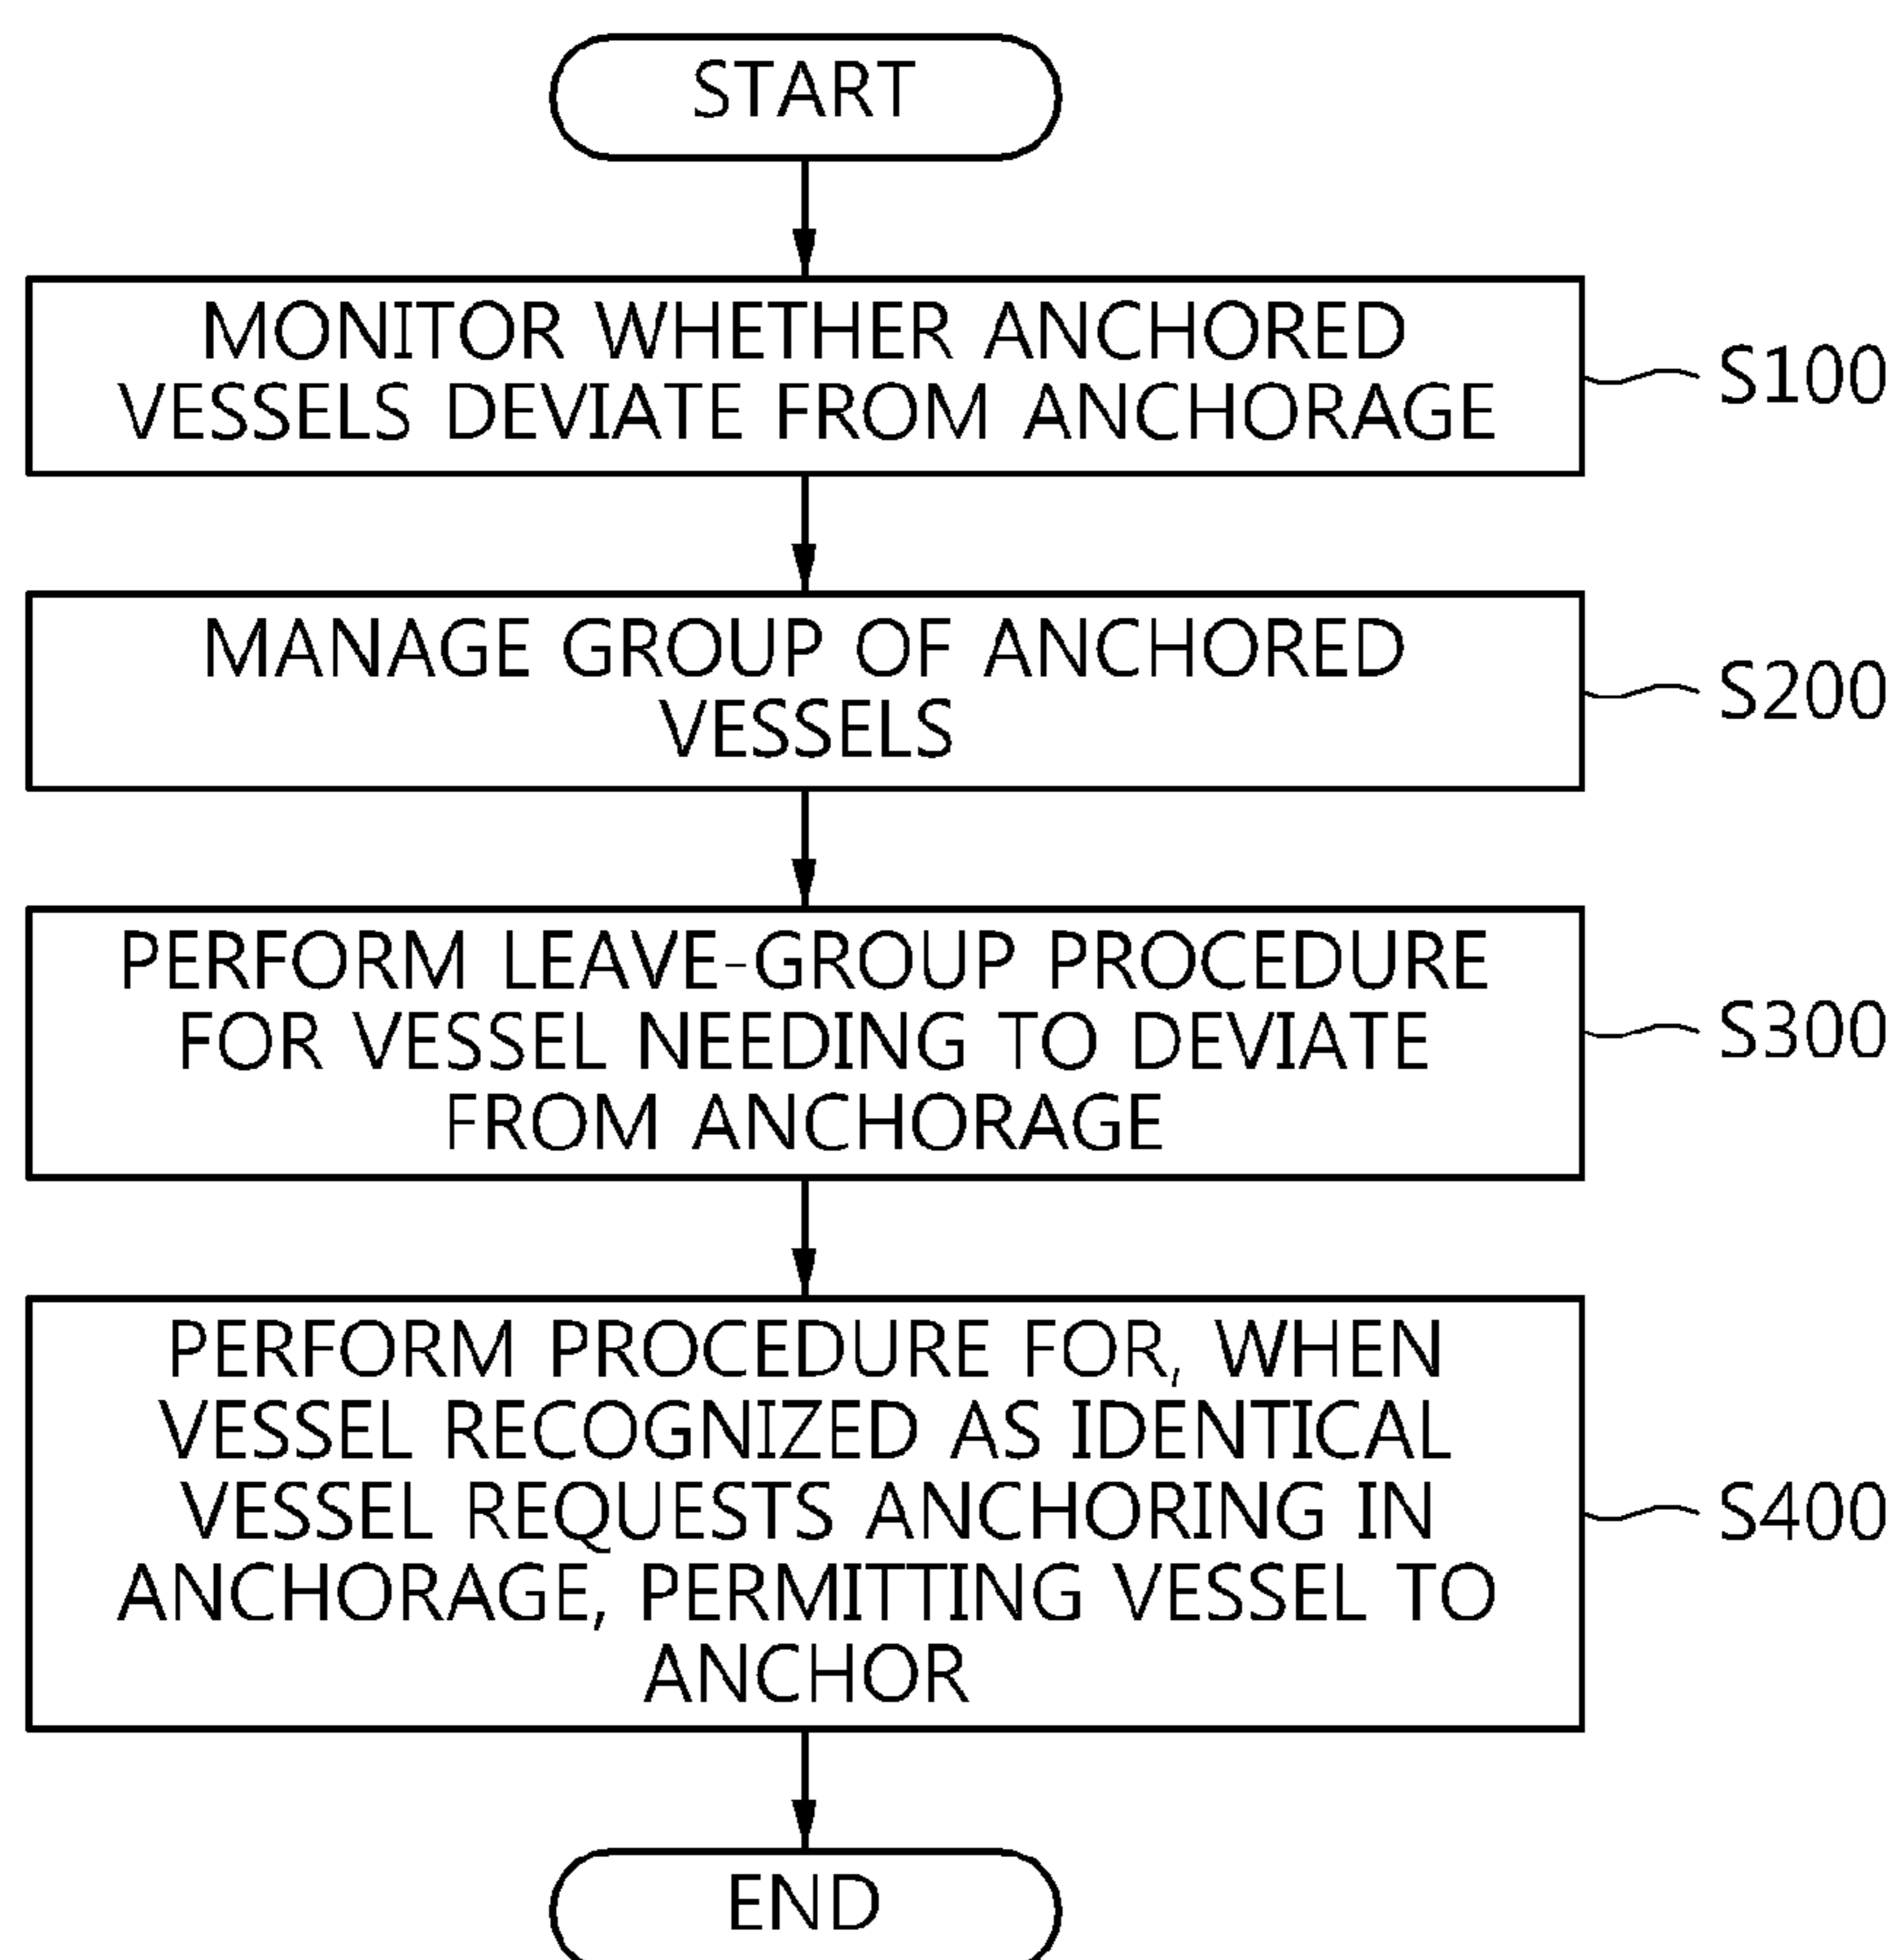 START
MONITOR WHETHER ANCHORED
VESSELS DEVIATE FROM ANCHORAGE
S100
MANAGE GROUP OF ANCHORED
VESSELS
S200
PERFORM LEAVE-GROUP PROCEDURE
FOR VESSEL NEEDING TO DEVIATE
FROM ANCHORAGE
S300
PERFORM PROCEDURE FOR, WHEN
VESSEL RECOGNIZED AS IDENTICAL
VESSEL REQUESTS ANCHORING IN
ANCHORAGE, PERMITTING VESSEL TO
ANCHOR
S400
END